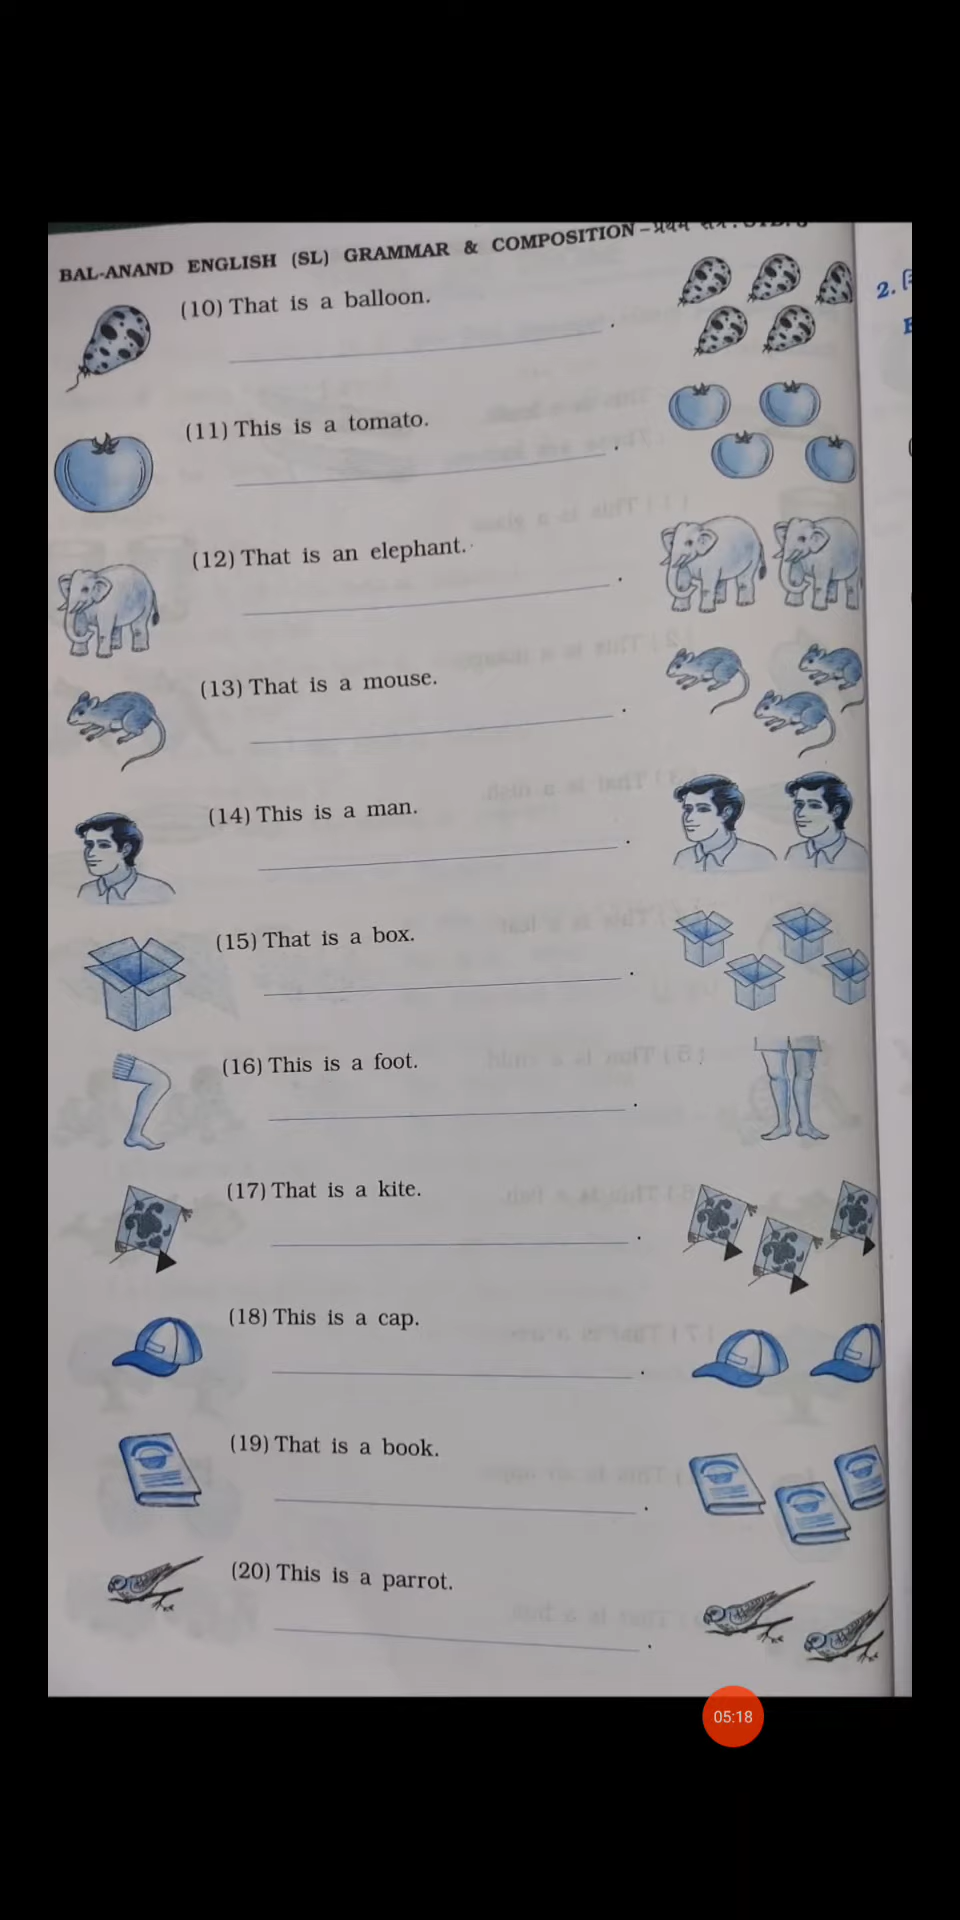 BAL-ANAND ENGLISH (SL) GRAMMAR & COMPOSITION – प्रथम
2.
(10) That is a balloon.
(11) This is a tomato.
(12) That is an elephant.
(13) That is a mouse.
(14) This is a man.
(15) That is a box.
(16) This is a foot.
(17) That is a kite.
(18) This is a cap.
(19) That is a book.
(20) This is a parrot.
05:18